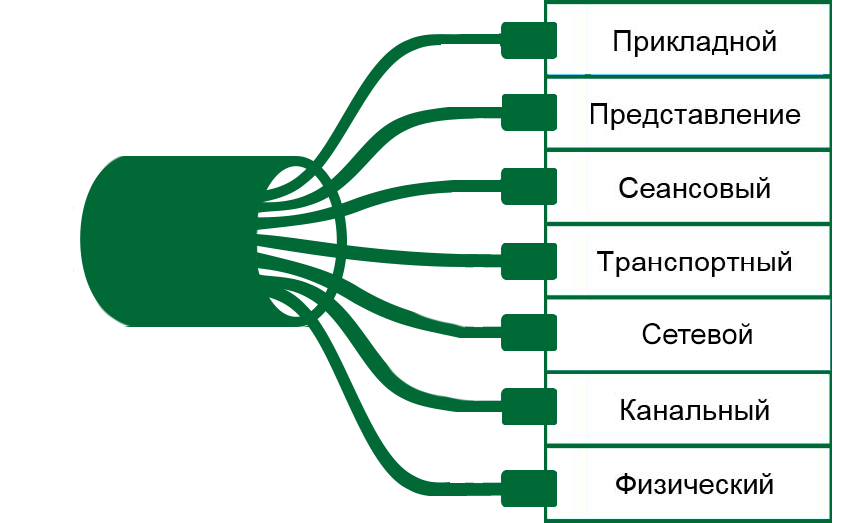 Прикладной
Представление
Сеансовый
Транспортный
Сетевой
Канальный
Физический